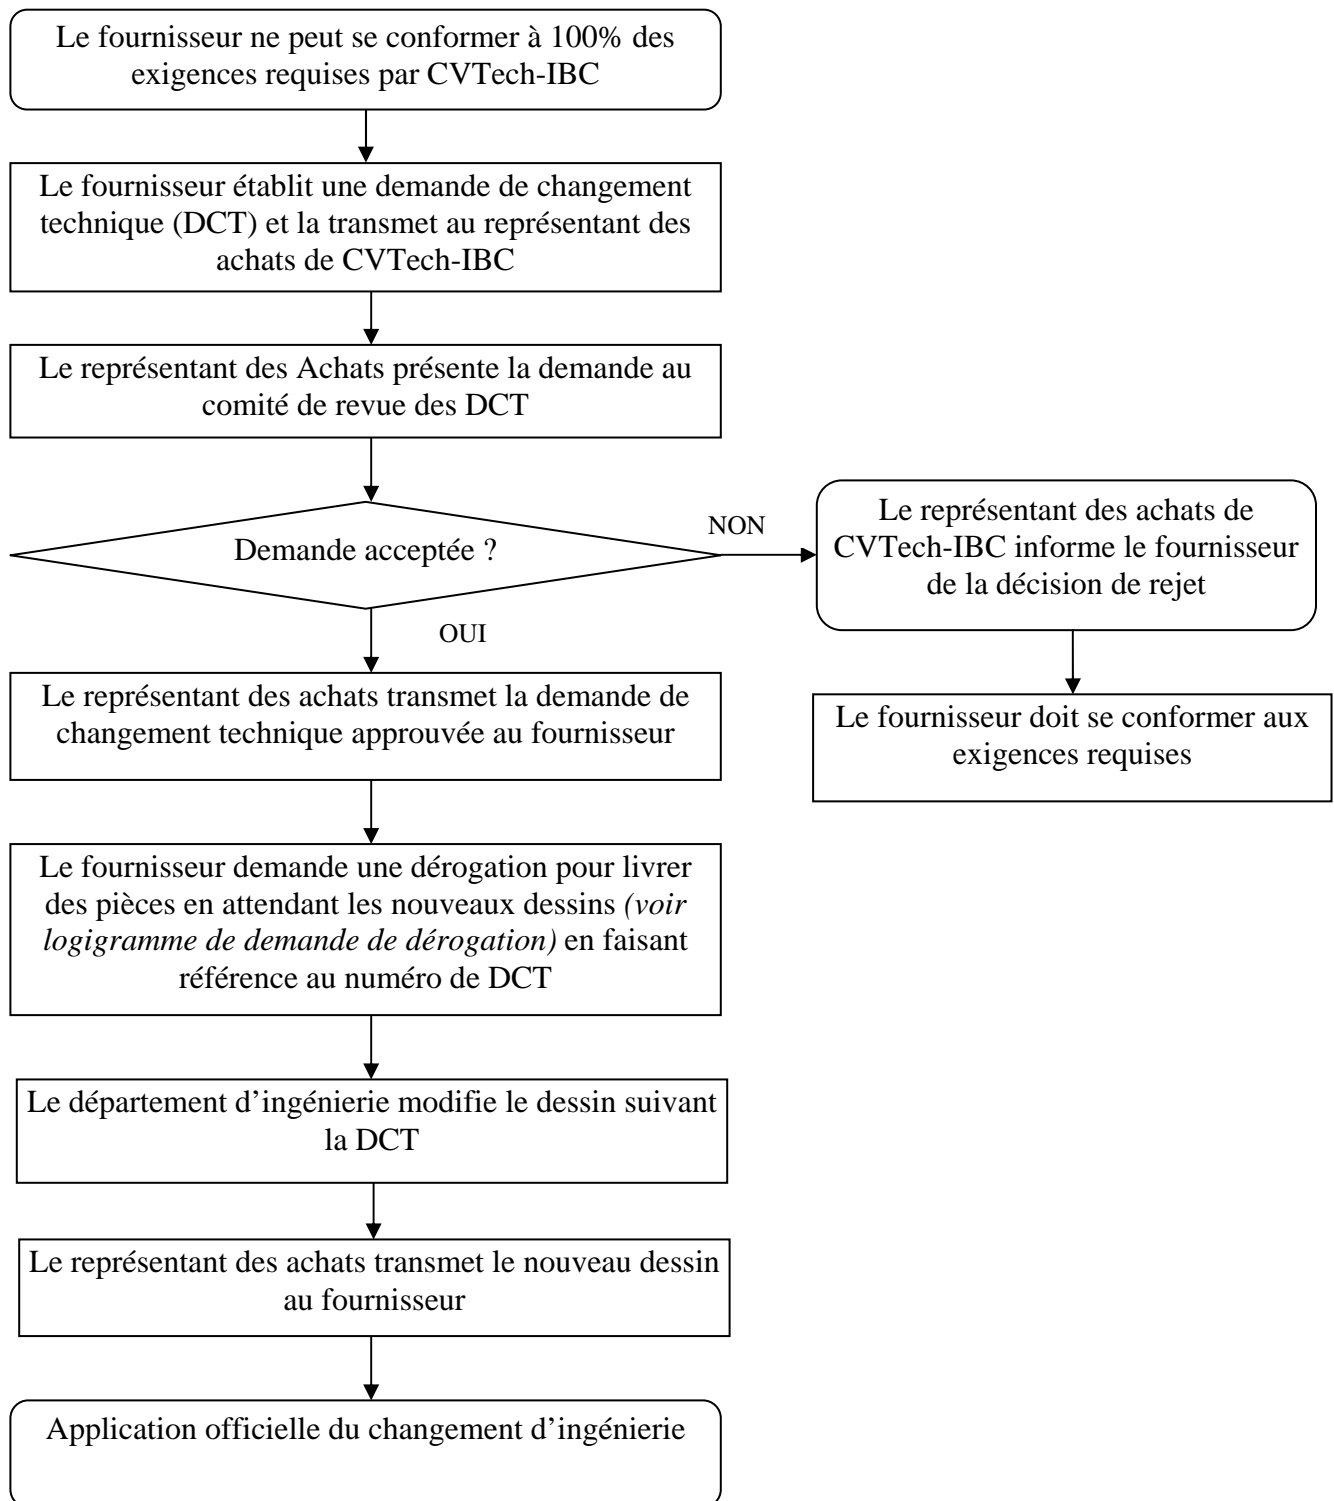 Le fournisseur ne peut se conformer à 100% des
exigences requises par CVTech-IBC
Le fournisseur établit une demande de changement
technique (DCT) et la transmet au représentant des
achats de CVTech-IBC
Le représentant des Achats présente la demande au
comité de revue des DCT
Demande acceptée ?
NON
Le représentant des achats de
CVTech-IBC informe le fournisseur
de la décision de rejet
Le fournisseur doit se conformer aux
exigences requises
OUI
Le représentant des achats transmet la demande de
changement technique approuvée au fournisseur
Le fournisseur demande une dérogation pour livrer
des pièces en attendant les nouveaux dessins (voir
logigramme de demande de dérogation) en faisant
référence au numéro de DCT
Le département d’ingénierie modifie le dessin suivant
la DCT
Le représentant des achats transmet le nouveau dessin
au fournisseur
Application officielle du changement d’ingénierie